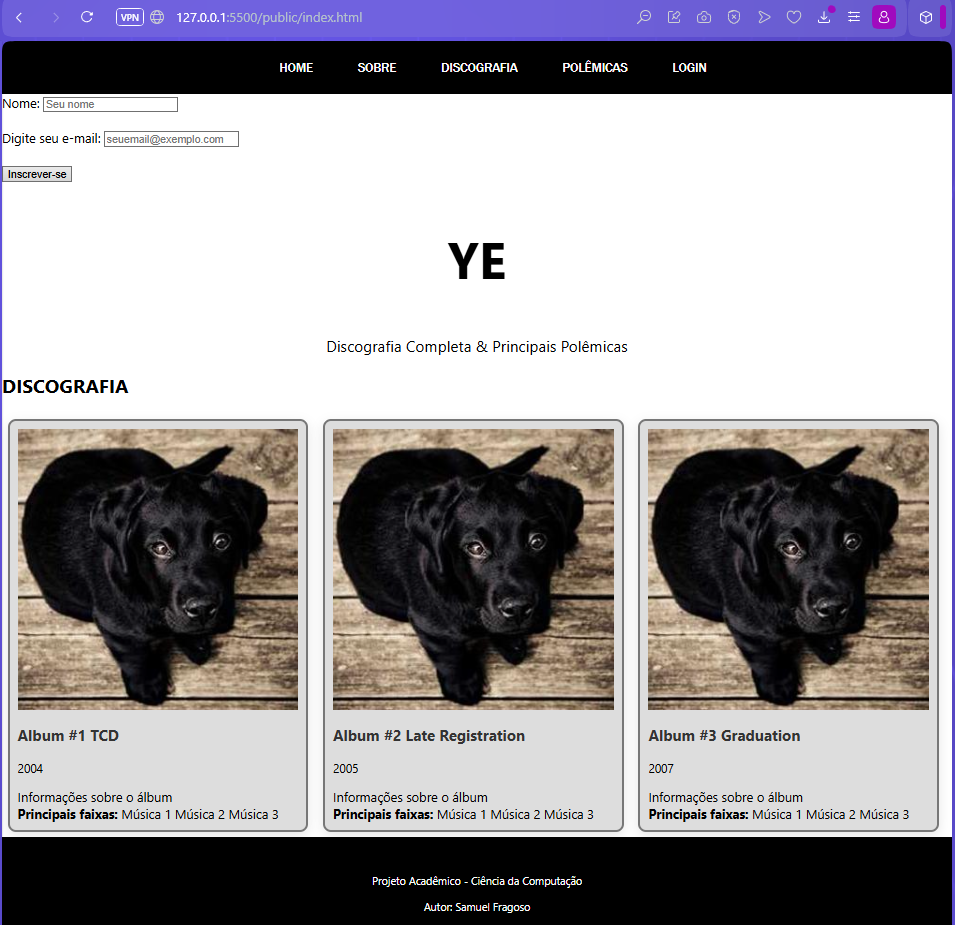 VPN 127.0.0.1:5500/public/index.html
HOME SOBRE DISCOGRAFIA POLÊMICAS LOGIN
Nome: Seu nome
Digite seu e-mail: seuemail@exemplo.com
Inscrever-se
YE
Discografia Completa & Principais Polêmicas
DISCOGRAFIA
Album #1 TCD
2004
Informações sobre o álbum
Principais faixas: Música 1 Música 2 Música 3
Album #2 Late Registration
2005
Informações sobre o álbum
Principais faixas: Música 1 Música 2 Música 3
Album #3 Graduation
2007
Informações sobre o álbum
Principais faixas: Música 1 Música 2 Música 3
Projeto Acadêmico - Ciência da Computação
Autor: Samuel Fragoso